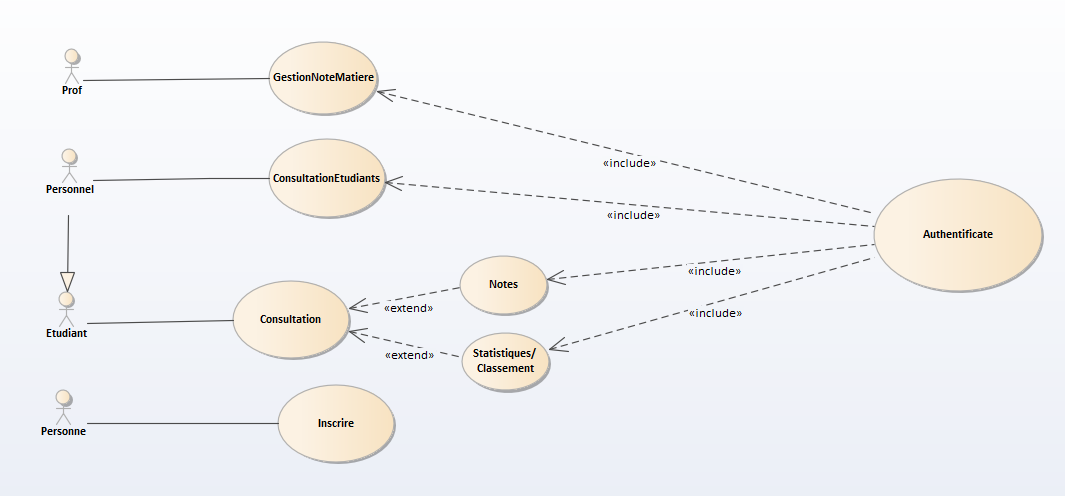 Prof
GestionNoteMatiere
Personnel
ConsultationEtudiants
«include»
«include»
Authentificate
Etudiant
Consultation
Notes
«extend»
«include»
Statistiques/
Classement
«extend»
«include»
Personne
Inscrire